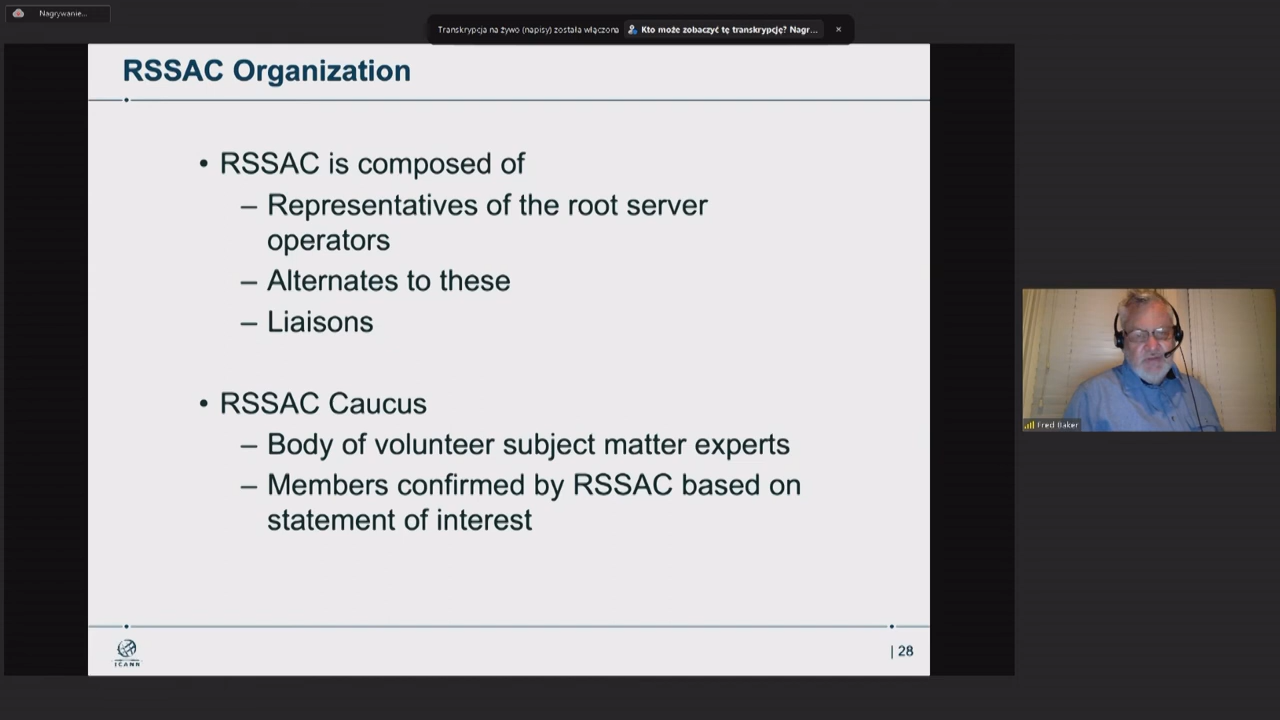 Nagrywanie...
Transkrypcja na żywo (napisy) została włączona Kto może zobaczyć tę transkrypcję? Nagr... ×
RSSAC Organization
• RSSAC is composed of
– Representatives of the root server
operators
– Alternates to these
– Liaisons
• RSSAC Caucus
– Body of volunteer subject matter experts
– Members confirmed by RSSAC based on
statement of interest
Fred Baker
ICANN
| 28